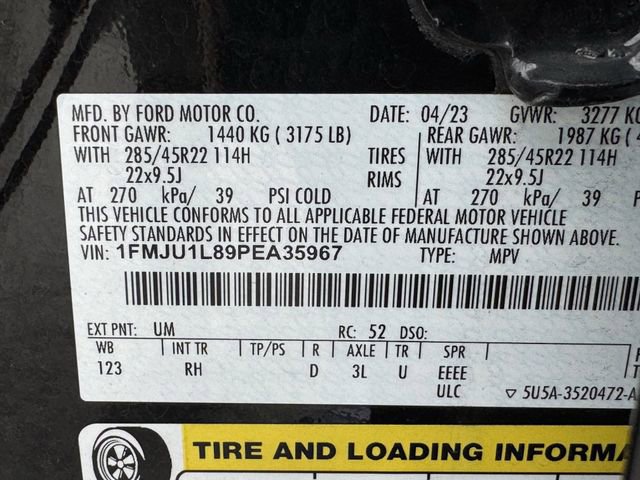 MFD. BY FORD MOTOR CO. DATE: 04/23 GVWR: 3277 KG
FRONT GAWR: 1440 KG ( 3175 LB) REAR GAWR: 1987 KG ( 4
WITH 285/45R22 114H TIRES WITH 285/45R22 114H
22x9.5J RIMS 22x9.5J
AT 270 kPa/ 39 PSI COLD AT 270 kPa/ 39
THIS VEHICLE CONFORMS TO ALL APPLICABLE FEDERAL MOTOR VEHICLE
SAFETY STANDARDS IN EFFECT ON THE DATE OF MANUFACTURE SHOWN ABOVE.
VIN: 1FMJU1L89PEA35967 TYPE: MPV
EXT PNT: UM RC: 52 DSO:
WB INT TR TP/PS R AXLE TR SPR
123 RH D 3L U EEEE
ULC ▽ 5U5A-3520472-A
TIRE AND LOADING INFORMA